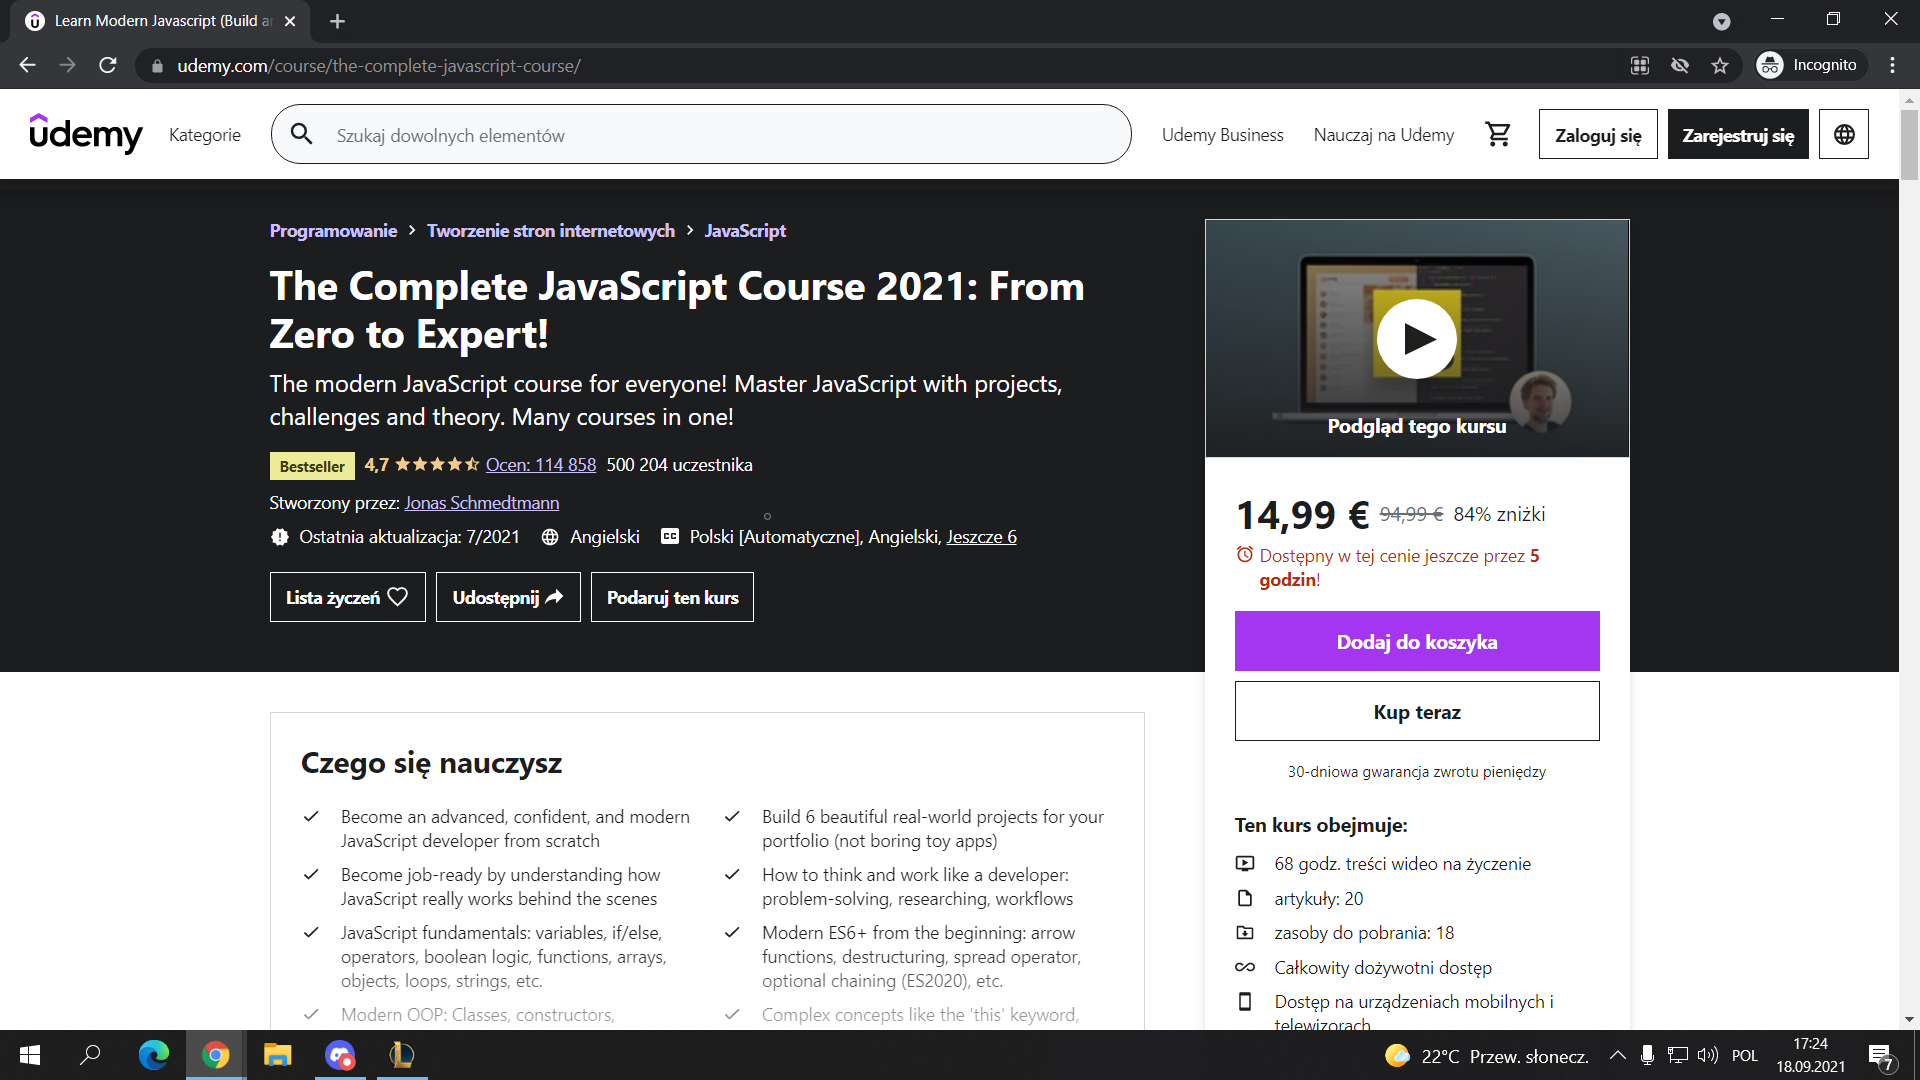 Learn Modern Javascript (Build a
udemy.com/course/the-complete-javascript-course/
Incognito
udemy
Kategorie
Szukaj dowolnych elementów
Udemy Business
Nauczaj na Udemy
Zaloguj się
Zarejestruj się
Programowanie > Tworzenie stron internetowych > JavaScript
The Complete JavaScript Course 2021: From
Zero to Expert!
The modern JavaScript course for everyone! Master JavaScript with projects,
challenges and theory. Many courses in one!
Bestseller 4,7 Ocen: 114 858 500 204 uczestnika
Stworzony przez: Jonas Schmedtmann
Ostatnia aktualizacja: 7/2021 Angielski CC Polski [Automatyczne], Angielski, Jeszcze 6
Lista życzeń
Udostępnij
Podaruj ten kurs
Podgląd tego kursu
14,99 € 94,99 € 84% zniżki
Dostępny w tej cenie jeszcze przez 5
godzin!
Dodaj do koszyka
Kup teraz
30-dniowa gwarancja zwrotu pieniędzy
Ten kurs obejmuje:
68 godz. treści wideo na życzenie
artykuły: 20
zasoby do pobrania: 18
Całkowity dożywotni dostęp
Dostęp na urządzeniach mobilnych i
telewizorach
Czego się nauczysz
Become an advanced, confident, and modern
JavaScript developer from scratch
Become job-ready by understanding how
JavaScript really works behind the scenes
JavaScript fundamentals: variables, if/else,
operators, boolean logic, functions, arrays,
objects, loops, strings, etc.
Modern OOP: Classes, constructors,
Build 6 beautiful real-world projects for your
portfolio (not boring toy apps)
How to think and work like a developer:
problem-solving, researching, workflows
Modern ES6+ from the beginning: arrow
functions, destructuring, spread operator,
optional chaining (ES2020), etc.
Complex concepts like the 'this' keyword,
22°C Przew. słonecz.
POL
17:24
18.09.2021
7